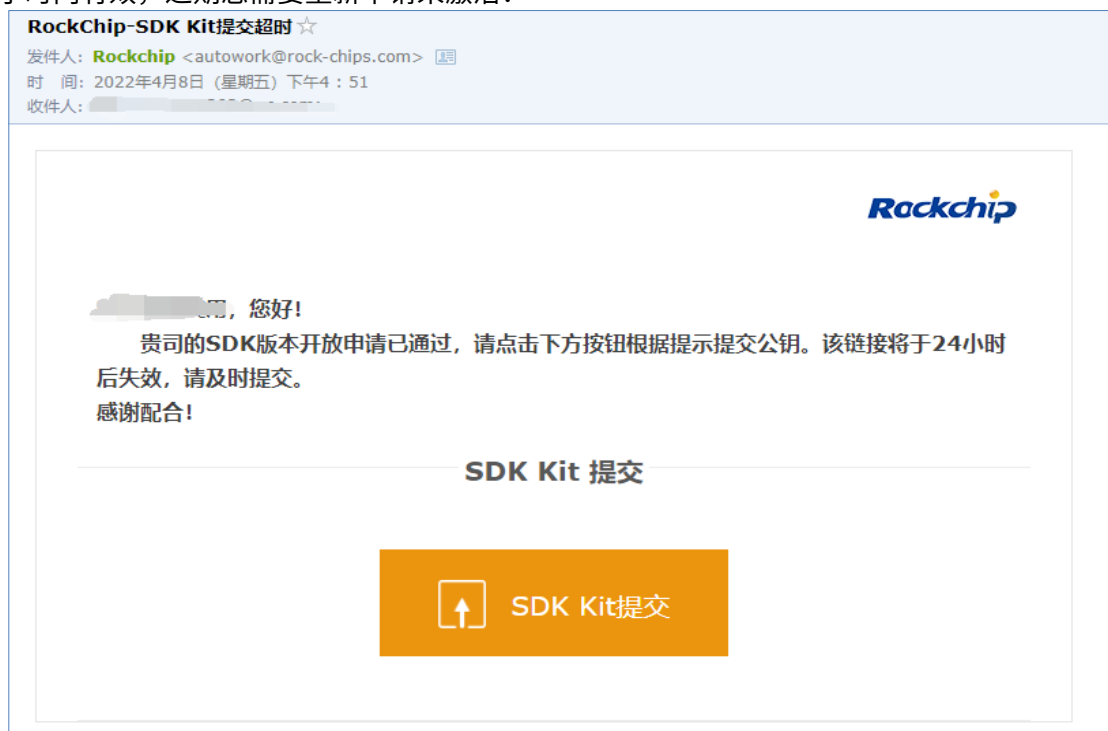 RockChip-SDK Kit提交超时☆
发件人: Rockchip <autowork@rock-chips.com>
时 间: 2022年4月8日 (星期五) 下午4 : 51
收件人:
Rockchip
用，您好!
贵司的SDK版本开放申请已通过，请点击下方按钮根据提示提交公钥。该链接将于24小时
后失效，请及时提交。
感谢配合!
SDK Kit 提交
SDK Kit提交